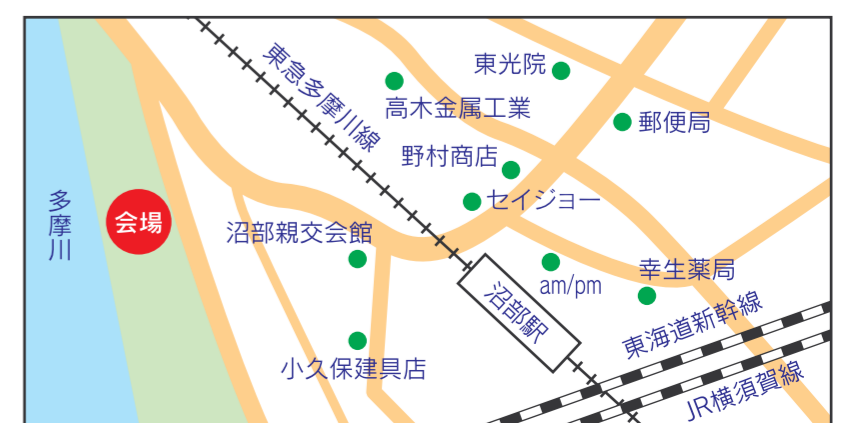 東急多摩川線
東光院
高木金属工業
郵便局
野村商店
セイジョー
多摩川
会場
沼部親交会館
幸生薬局
am/pm
沼部駅
東海道新幹線
小久保建具店
JR横須賀線